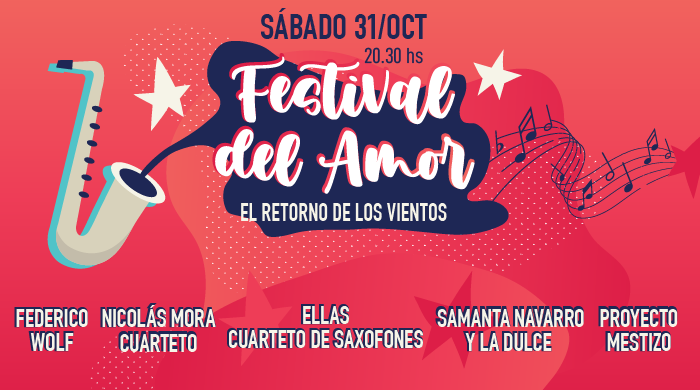 SÁBADO 31/OCT
20.30 hs
Festival
del Amor
EL RETORNO DE LOS VIENTOS
FEDERICO
WOLF
NICOLÁS MORA
CUARTETO
ELLAS
CUARTETO DE SAXOFONES
SAMANTA NAVARRO
Y LA DULCE
PROYECTO
MESTIZO